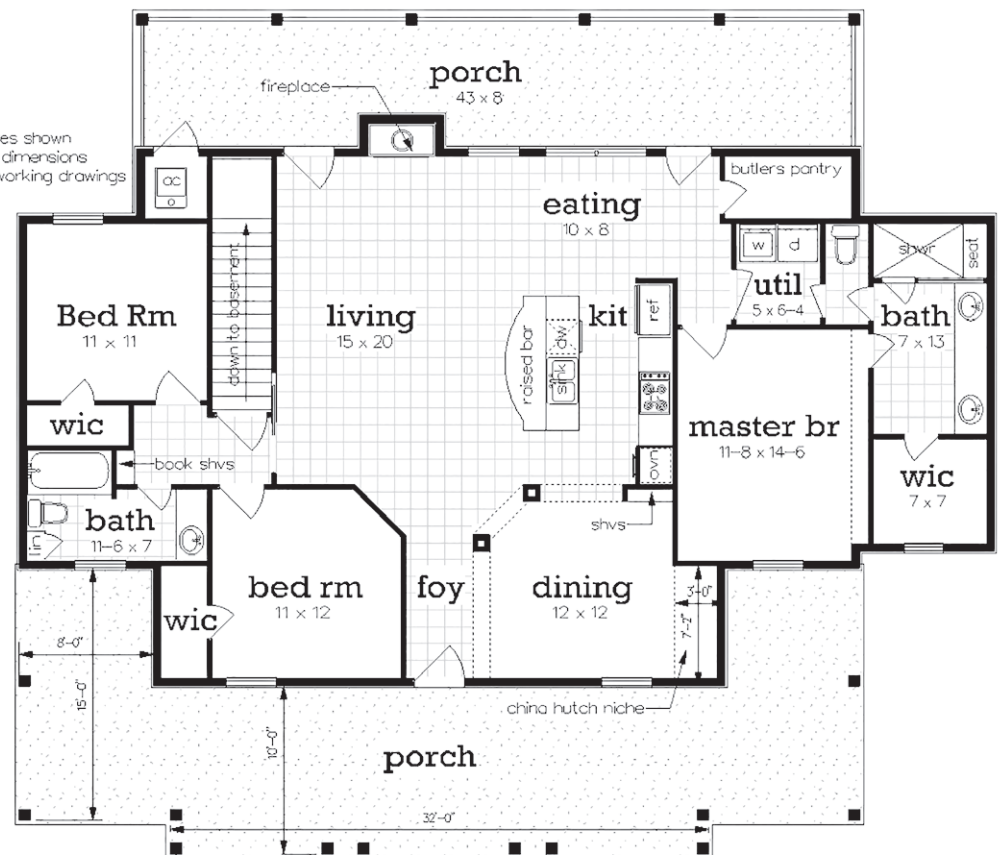 porch
43 x 8
fireplace
es shown
dimensions
working drawings
ac
butlers pantry
eating
10 x 8
w
d
util
5 x 6-4
shwr
seat
Bed Rm
11 x 11
down to basement
living
15 x 20
raised bar
dw
sink
kit
ref
bath
7 x 13
master br
11-8 x 14-6
wic
book shvs
ovn
wic
7 x 7
bath
11-6 x 7
lin
shvs
bed rm
11 x 12
foy
dining
12 x 12
3'-0"
7'-2"
wic
8'-0"
15'-0"
10'-0"
china hutch niche
porch
32'-0"